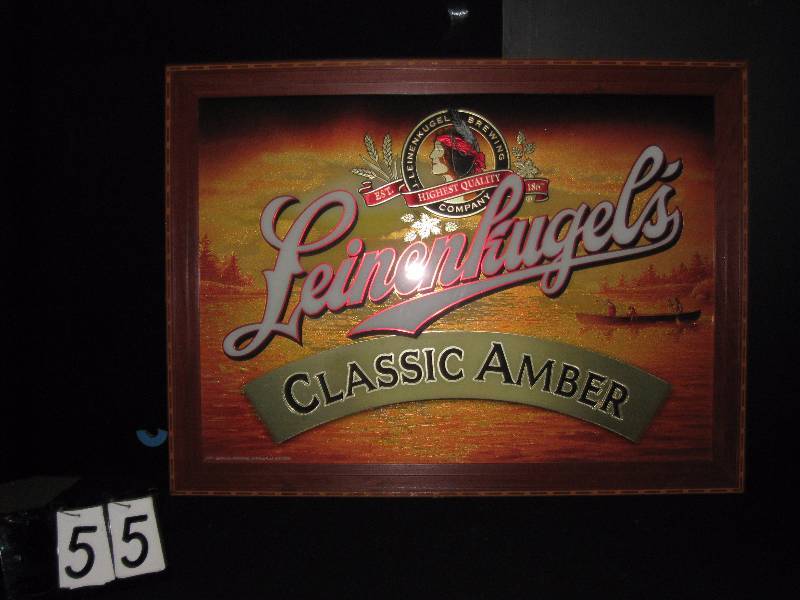 J. LEINENKUGEL BREWING
EST. HIGHEST QUALITY 1867
COMPANY
Leinenkugel's
CLASSIC AMBER
55